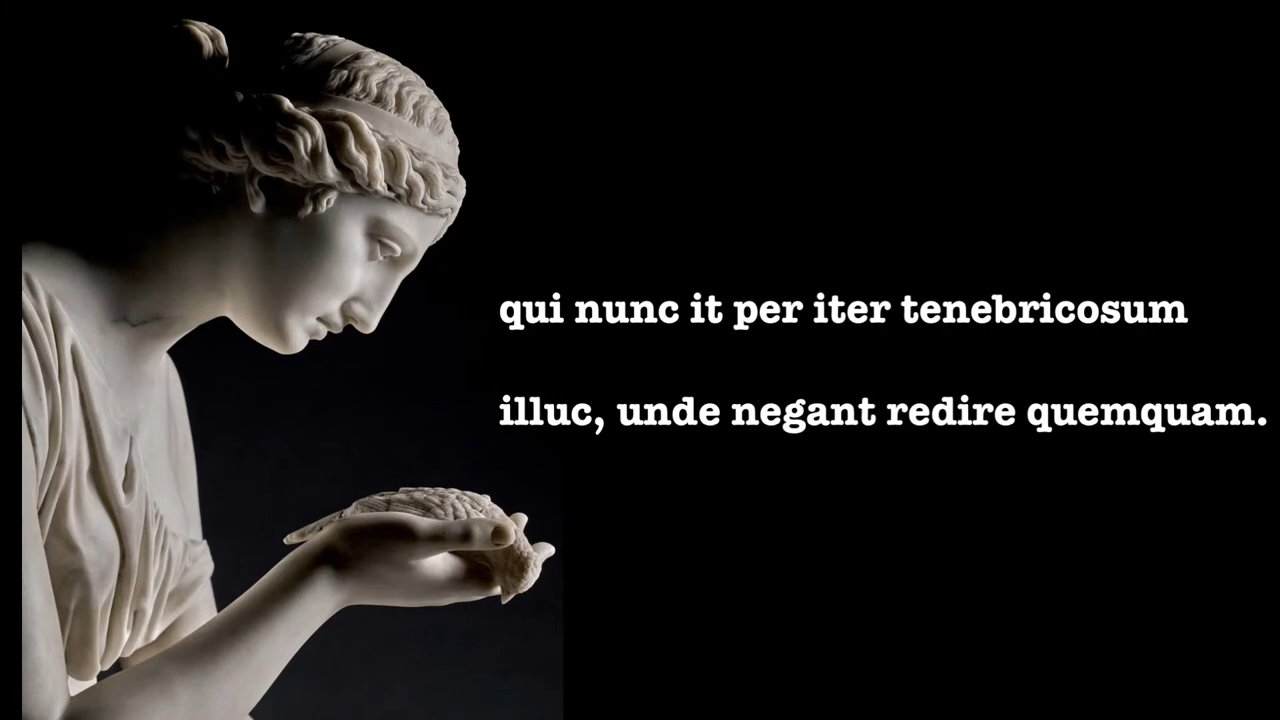 qui nunc it per iter tenebricosum
illuc, unde negant redire quemquam.